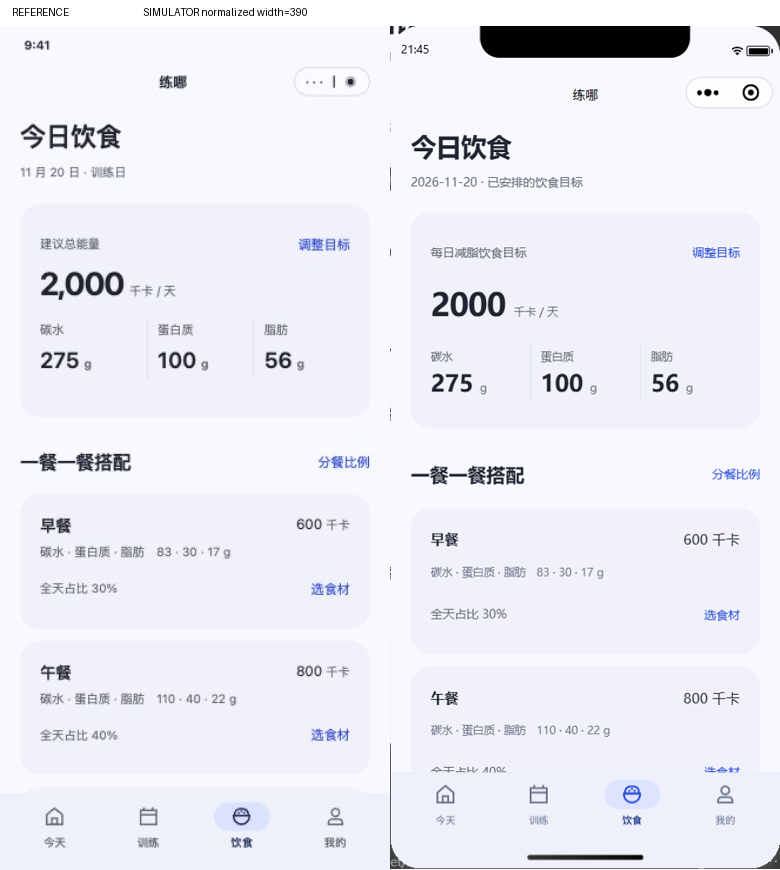 REFERENCE
SIMULATOR normalized width=390
9:41
练哪
今日饮食
11 月 20 日 · 训练日
建议总能量
调整目标
2,000 千卡 / 天
碳水
蛋白质
脂肪
275 g
100 g
56 g
一餐一餐搭配
分餐比例
早餐
600 千卡
碳水 · 蛋白质 · 脂肪 83 · 30 · 17 g
全天占比 30%
选食材
午餐
800 千卡
碳水 · 蛋白质 · 脂肪 110 · 40 · 22 g
全天占比 40%
选食材
今天
训练
饮食
我的
21:45
练哪
今日饮食
2026-11-20 · 已安排的饮食目标
每日减脂饮食目标
调整目标
2000 千卡 / 天
碳水
蛋白质
脂肪
275 g
100 g
56 g
一餐一餐搭配
分餐比例
早餐
600 千卡
碳水 · 蛋白质 · 脂肪 83 · 30 · 17 g
全天占比 30%
选食材
午餐
800 千卡
碳水 · 蛋白质 · 脂肪 110 · 40 · 22 g
全天占比 40%
选食材
今天
训练
饮食
我的